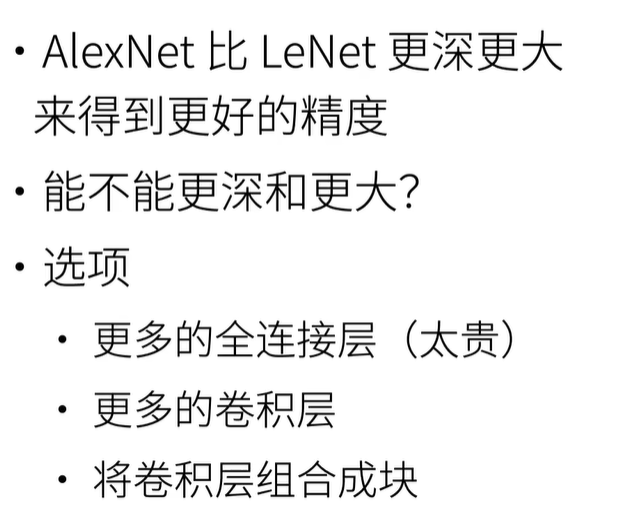 • AlexNet 比 LeNet 更深更大
来得到更好的精度
• 能不能更深和更大？
• 选项
• 更多的全连接层（太贵）
• 更多的卷积层
• 将卷积层组合成块